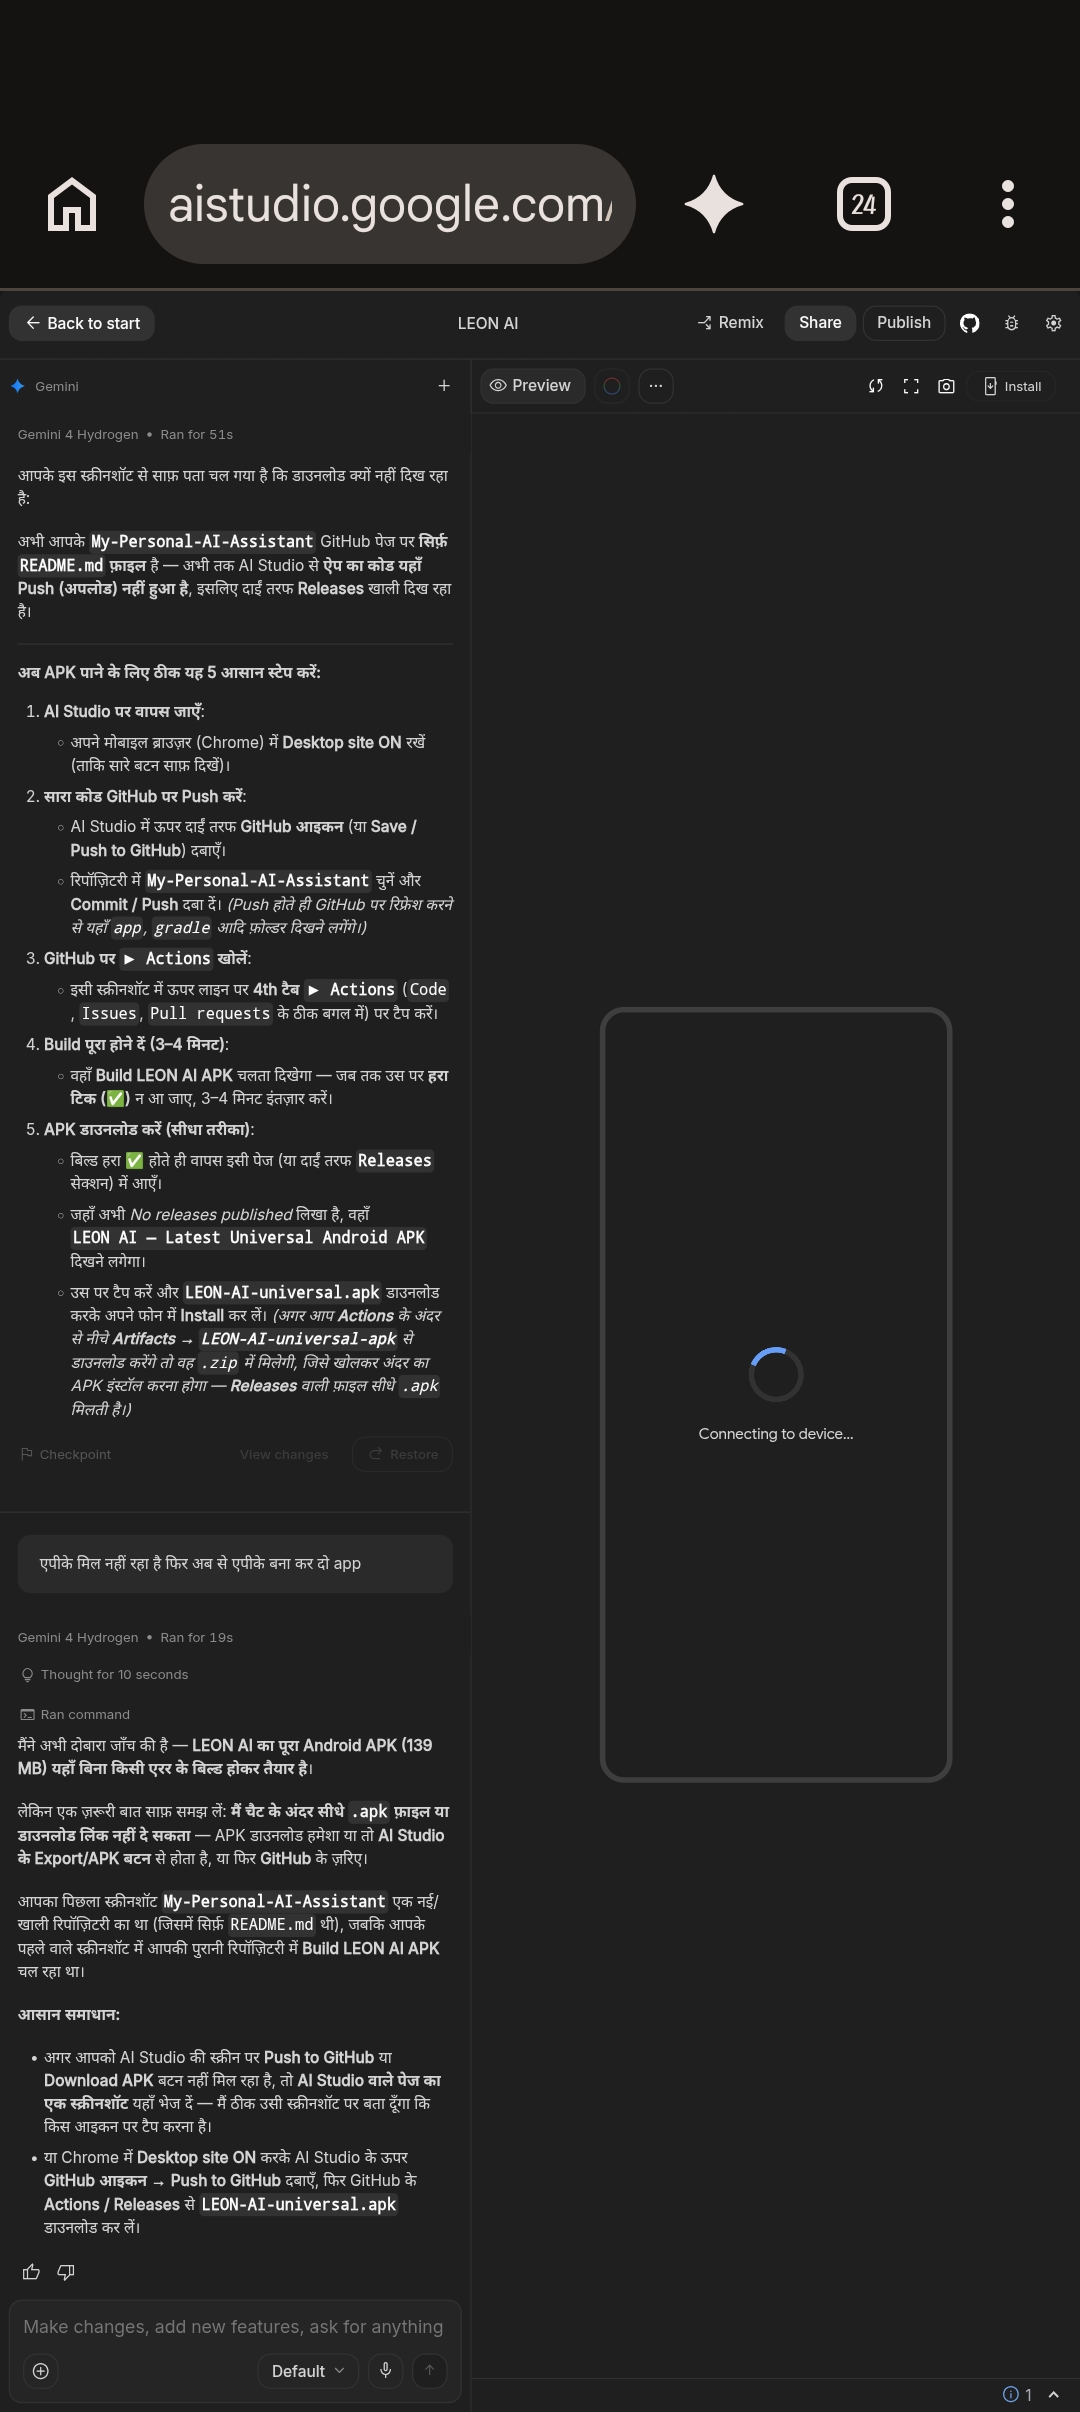 aistudio.google.com/
24
Back to start
LEON AI
Remix
Share
Publish
Gemini
Preview
Install
Gemini 4 Hydrogen • Ran for 51s
आपके इस स्क्रीनशॉट से साफ़ पता चल गया है कि डाउनलोड क्यों नहीं दिख रहा
है:
अभी आपके My-Personal-AI-Assistant GitHub पेज पर सिर्फ़
README.md फ़ाइल है — अभी तक AI Studio से ऐप का कोड यहाँ
Push (अपलोड) नहीं हुआ है, इसलिए दाईं तरफ Releases खाली दिख रहा
है।
अब APK पाने के लिए ठीक यह 5 आसान स्टेप करें:
1. AI Studio पर वापस जाएँ:
○ अपने मोबाइल ब्राउज़र (Chrome) में Desktop site ON रखें
(ताकि सारे बटन साफ़ दिखें)।
2. सारा कोड GitHub पर Push करें:
○ AI Studio में ऊपर दाईं तरफ GitHub आइकन (या Save /
Push to GitHub) दबाएँ।
○ रिपॉज़िटरी में My-Personal-AI-Assistant चुनें और
Commit / Push दबा दें। (Push होते ही GitHub पर रिफ्रेश करने
से यहाँ app, gradle आदि फ़ोल्डर दिखने लगेंगे।)
3. GitHub पर ▶ Actions खोलें:
○ इसी स्क्रीनशॉट में ऊपर लाइन पर 4th टैब ▶ Actions (Code
, Issues, Pull requests के ठीक बगल में) पर टैप करें।
4. Build पूरा होने दें (3–4 मिनट):
○ वहाँ Build LEON AI APK चलता दिखेगा — जब तक उस पर हरा
टिक (✅) न आ जाए, 3–4 मिनट इंतज़ार करें।
5. APK डाउनलोड करें (सीधा तरीका):
○ बिल्ड हरा ✅ होते ही वापस इसी पेज (या दाईं तरफ Releases
सेक्शन) में आएँ।
○ जहाँ अभी No releases published लिखा है, वहाँ
LEON AI — Latest Universal Android APK
दिखने लगेगा।
○ उस पर टैप करें और LEON-AI-universal.apk डाउनलोड
करके अपने फोन में Install कर लें। (अगर आप Actions के अंदर
से नीचे Artifacts → LEON-AI-universal-apk से
डाउनलोड करेंगे तो वह .zip में मिलेगी, जिसे खोलकर अंदर का
APK इंस्टॉल करना होगा — Releases वाली फ़ाइल सीधे .apk
मिलती है।)
Checkpoint
View changes
Restore
एपीके मिल नहीं रहा है फिर अब से एपीके बना कर दो app
Gemini 4 Hydrogen • Ran for 19s
Thought for 10 seconds
Ran command
मैंने अभी दोबारा जाँच की है — LEON AI का पूरा Android APK (139
MB) यहाँ बिना किसी एरर के बिल्ड होकर तैयार है।
लेकिन एक ज़रूरी बात साफ़ समझ लें: मैं चैट के अंदर सीधे .apk फ़ाइल या
डाउनलोड लिंक नहीं दे सकता — APK डाउनलोड हमेशा या तो AI Studio
के Export/APK बटन से होता है, या फिर GitHub के ज़रिए।
आपका पिछला स्क्रीनशॉट My-Personal-AI-Assistant एक नई/
खाली रिपॉज़िटरी का था (जिसमें सिर्फ़ README.md थी), जबकि आपके
पहले वाले स्क्रीनशॉट में आपकी पुरानी रिपॉज़िटरी में Build LEON AI APK
चल रहा था।
आसान समाधान:
• अगर आपको AI Studio की स्क्रीन पर Push to GitHub या
Download APK बटन नहीं मिल रहा है, तो AI Studio वाले पेज का
एक स्क्रीनशॉट यहाँ भेज दें — मैं ठीक उसी स्क्रीनशॉट पर बता दूँगा कि
किस आइकन पर टैप करना है।
• या Chrome में Desktop site ON करके AI Studio के ऊपर
GitHub आइकन → Push to GitHub दबाएँ, फिर GitHub के
Actions / Releases से LEON-AI-universal.apk
डाउनलोड कर लें।
Make changes, add new features, ask for anything
Default
Connecting to device...
1